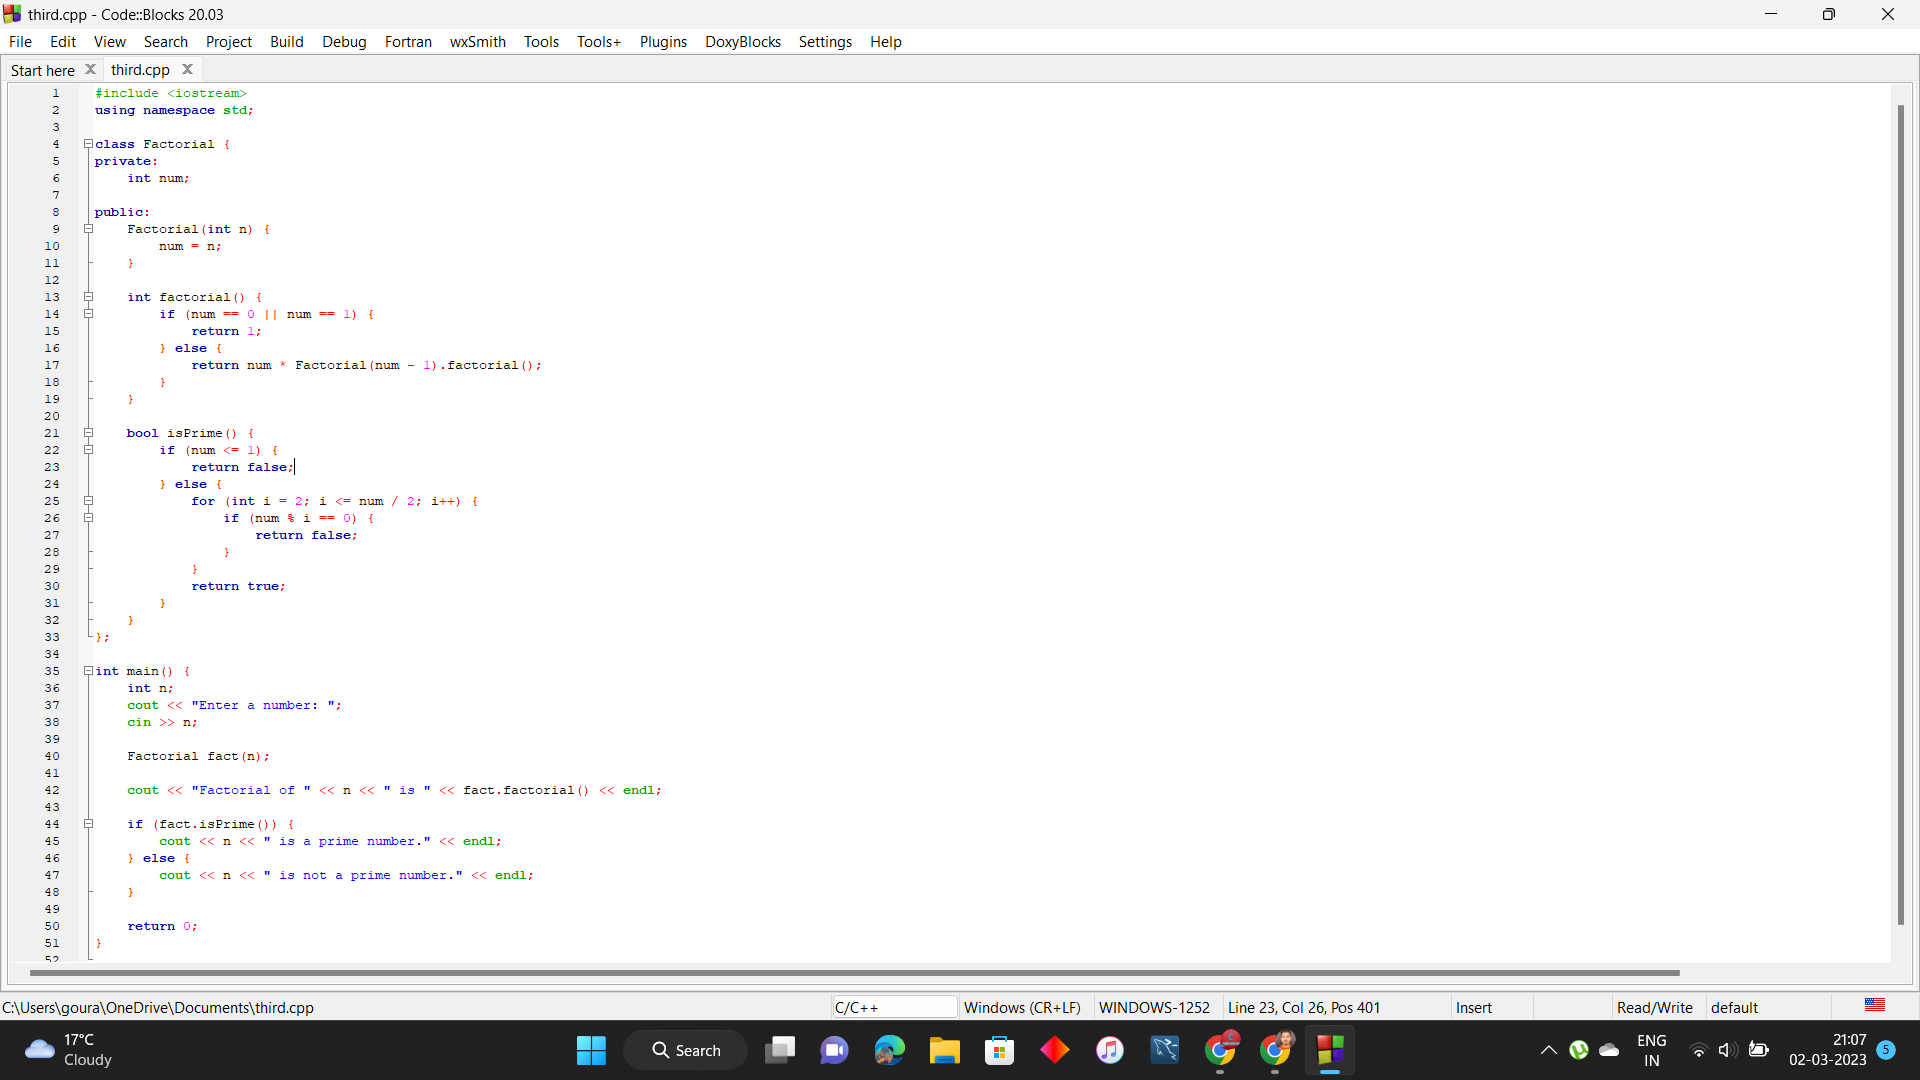 third.cpp - Code::Blocks 20.03
File Edit View Search Project Build Debug Fortran wxSmith Tools Tools+ Plugins DoxyBlocks Settings Help
Start here third.cpp
1 #include <iostream>
2 using namespace std;
3
4 class Factorial {
5 private:
6     int num;
7
8 public:
9     Factorial(int n) {
10         num = n;
11     }
12
13     int factorial() {
14         if (num == 0 || num == 1) {
15             return 1;
16         } else {
17             return num * Factorial(num - 1).factorial();
18         }
19     }
20
21     bool isPrime() {
22         if (num <= 1) {
23             return false;
24         } else {
25             for (int i = 2; i <= num / 2; i++) {
26                 if (num % i == 0) {
27                     return false;
28                 }
29             }
30             return true;
31         }
32     }
33 };
34
35 int main() {
36     int n;
37     cout << "Enter a number: ";
38     cin >> n;
39
40     Factorial fact(n);
41
42     cout << "Factorial of " << n << " is " << fact.factorial() << endl;
43
44     if (fact.isPrime()) {
45         cout << n << " is a prime number." << endl;
46     } else {
47         cout << n << " is not a prime number." << endl;
48     }
49
50     return 0;
51 }
52
C:\Users\goura\OneDrive\Documents\third.cpp C/C++ Windows (CR+LF) WINDOWS-1252 Line 23, Col 26, Pos 401 Insert Read/Write default
17°C
Cloudy
Search
ENG
IN
21:07
02-03-2023
5